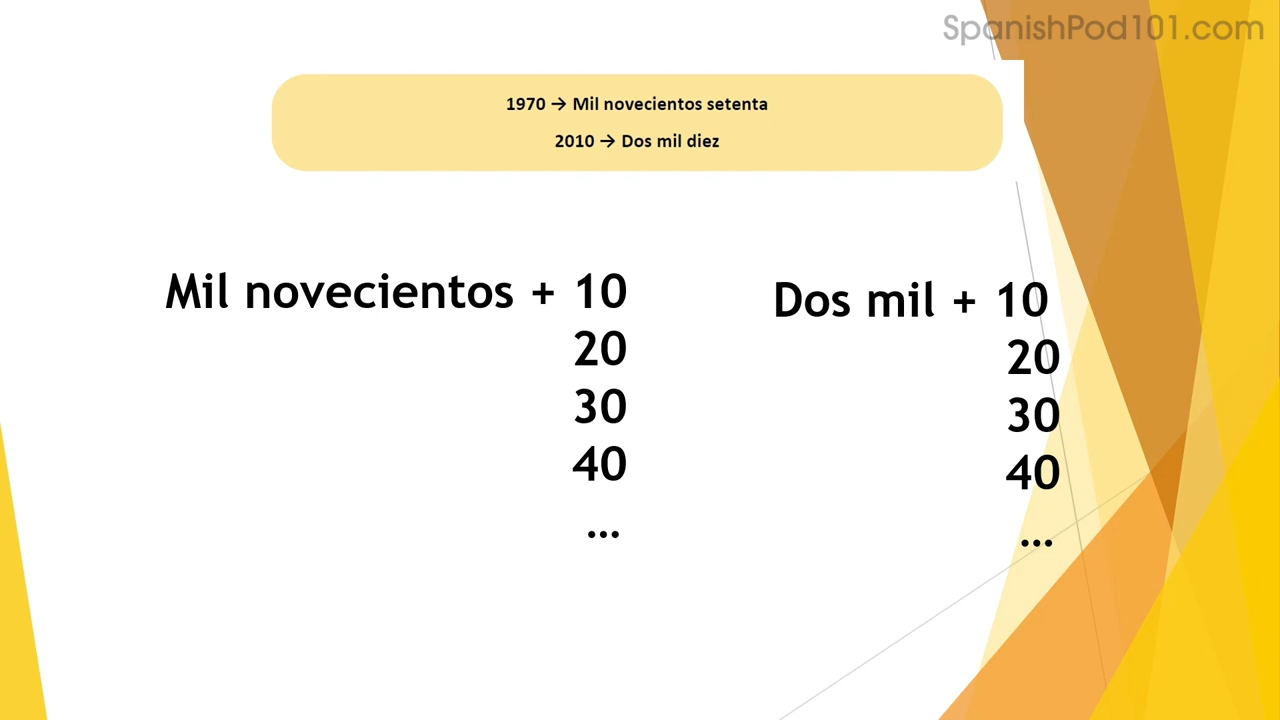 SpanishPod101.com
1970 → Mil novecientos setenta
2010 → Dos mil diez
Mil novecientos + 10
20
30
40
...
Dos mil + 10
20
30
40
...